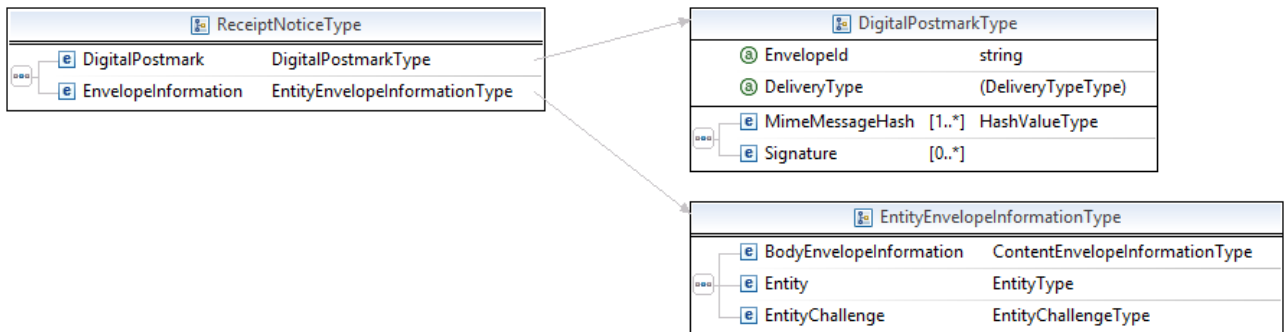 ReceiptNoticeType
e DigitalPostmark DigitalPostmarkType
e EnvelopeInformation EntityEnvelopeInformationType
DigitalPostmarkType
a EnvelopeId string
a DeliveryType (DeliveryTypeType)
e MimeMessageHash [1..*] HashValueType
e Signature [0..*]
EntityEnvelopeInformationType
e BodyEnvelopeInformation ContentEnvelopeInformationType
e Entity EntityType
e EntityChallenge EntityChallengeType